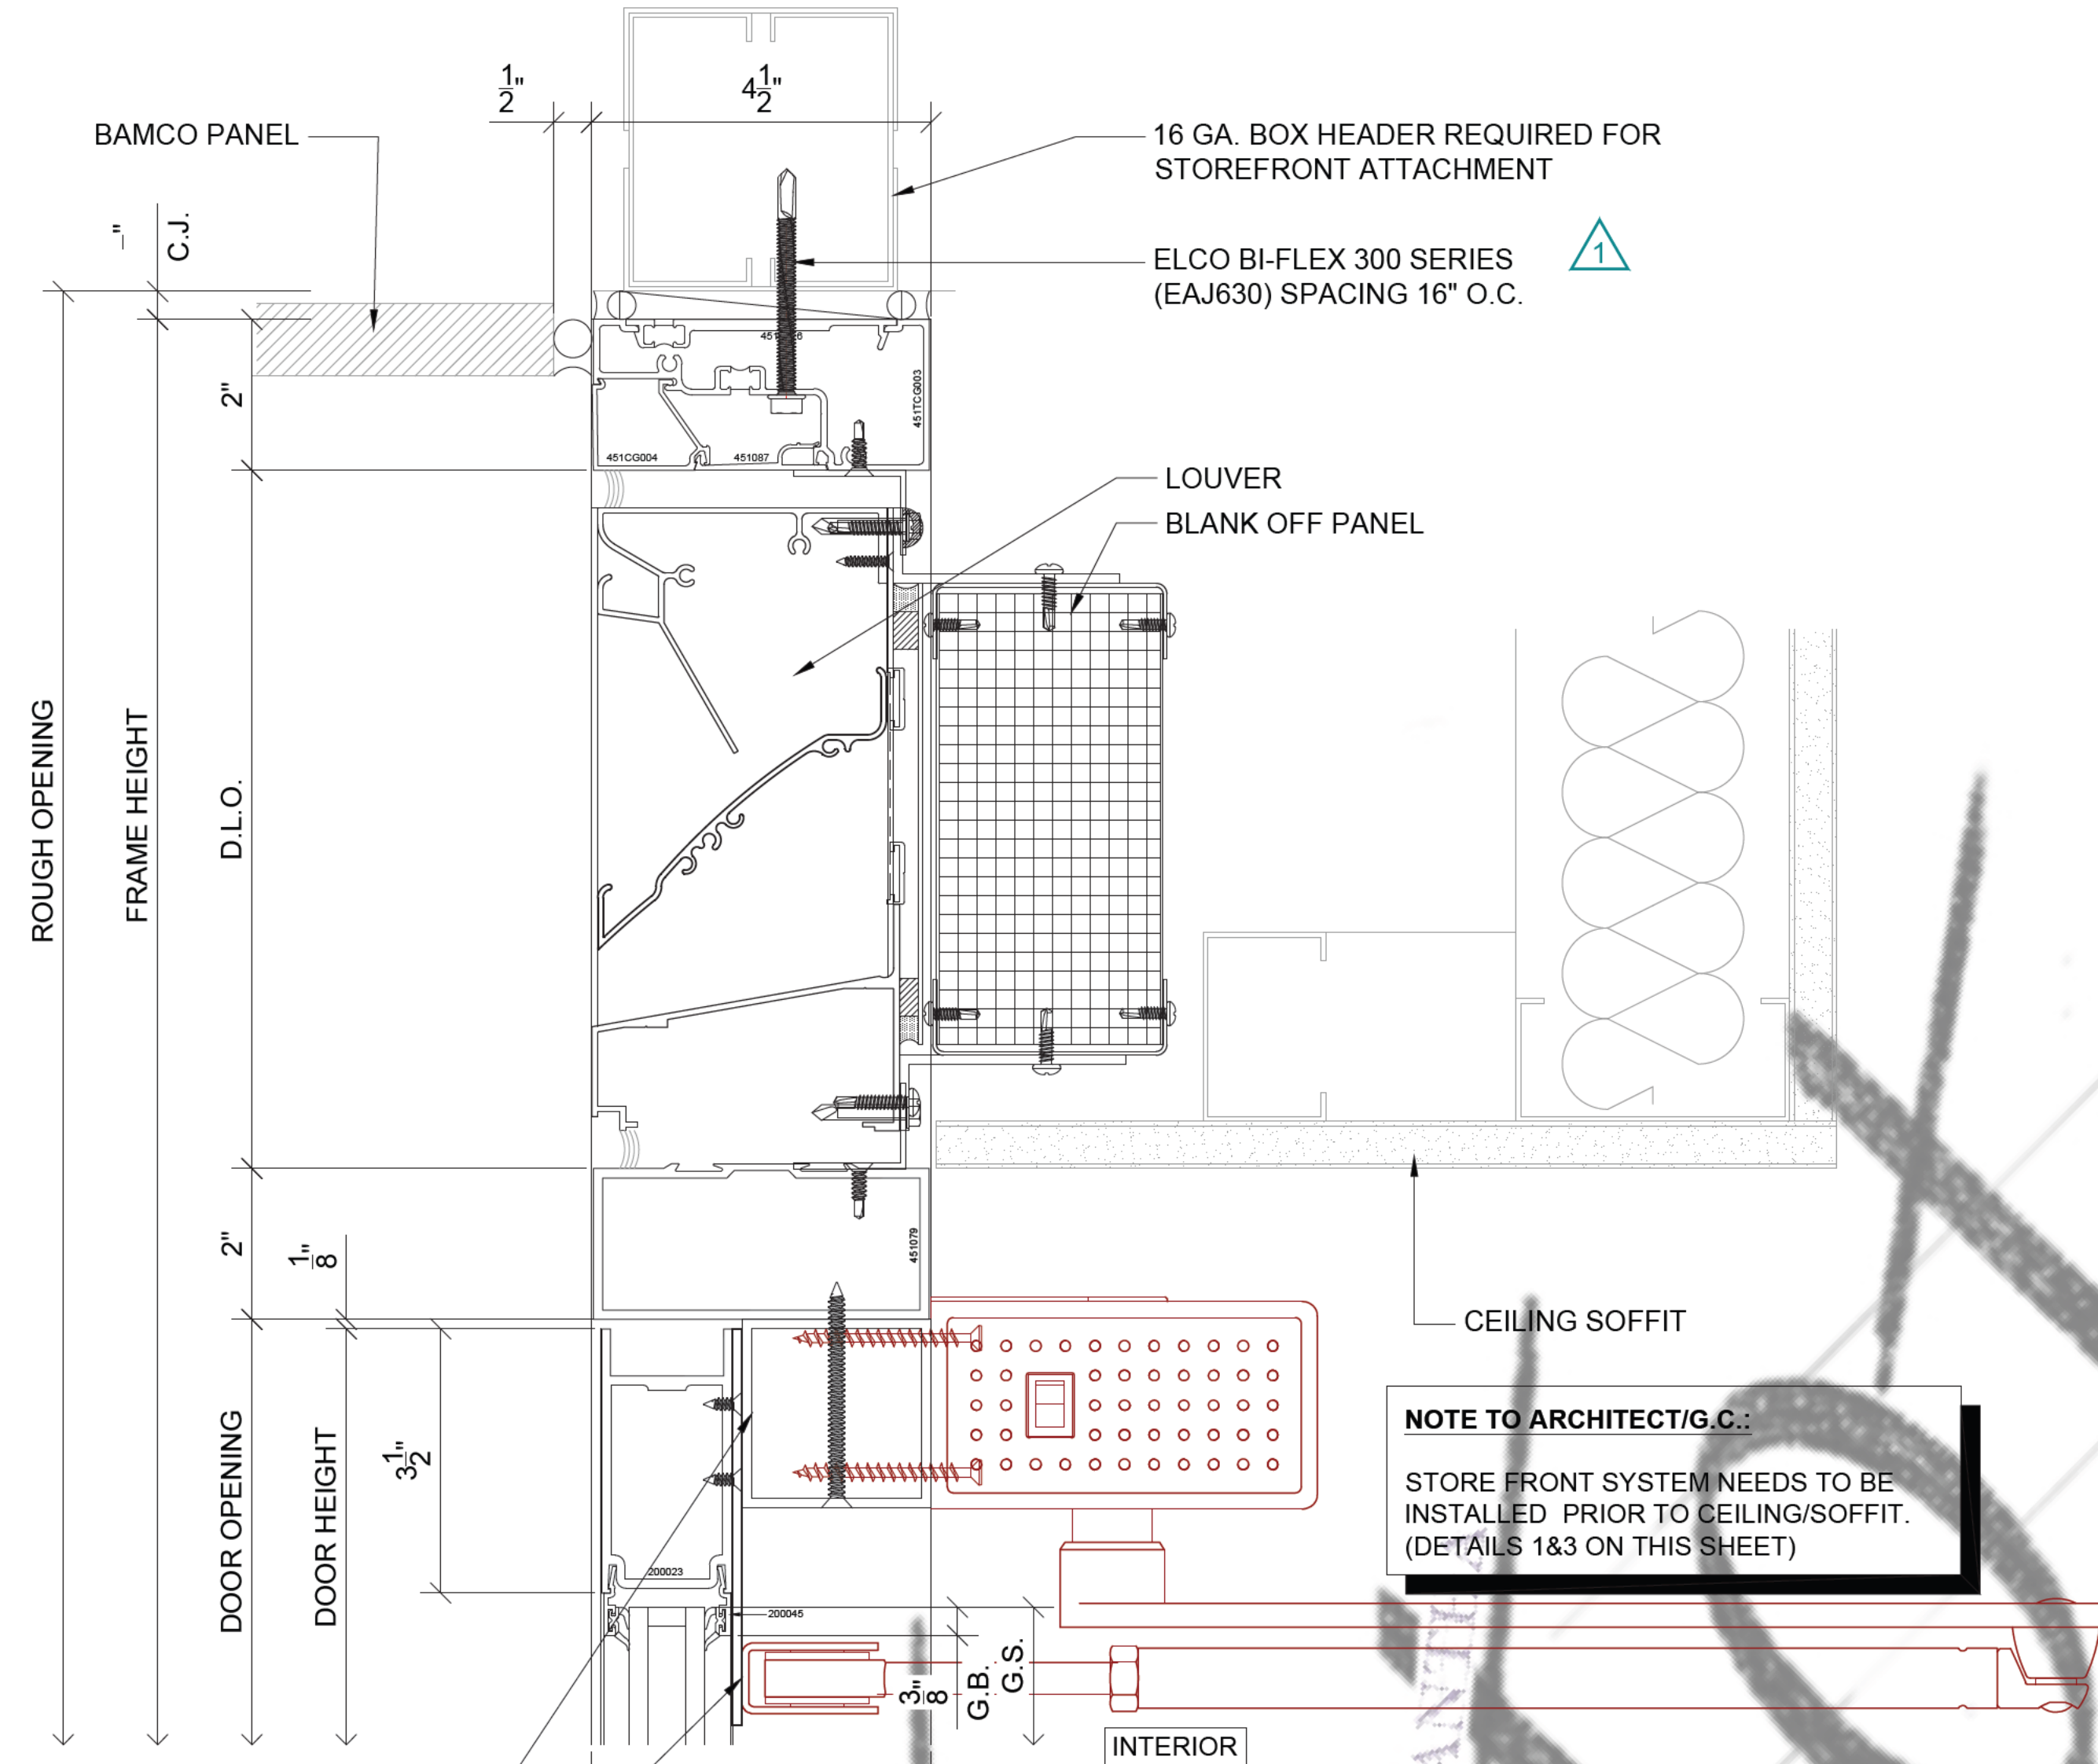 1/2"
4 1/2"
BAMCO PANEL
16 GA. BOX HEADER REQUIRED FOR
STOREFRONT ATTACHMENT
_"
C.J.
ELCO BI-FLEX 300 SERIES
(EAJ630) SPACING 16" O.C.
1
2"
451TCG003
451CG004
451087
LOUVER
BLANK OFF PANEL
ROUGH OPENING
FRAME HEIGHT
D.L.O.
2"
1/8"
451079
CEILING SOFFIT
DOOR OPENING
DOOR HEIGHT
3 1/2"
NOTE TO ARCHITECT/G.C.:
STORE FRONT SYSTEM NEEDS TO BE
INSTALLED PRIOR TO CEILING/SOFFIT.
(DETAILS 1&3 ON THIS SHEET)
200023
200045
3/8"
G.B.
G.S.
INTERIOR